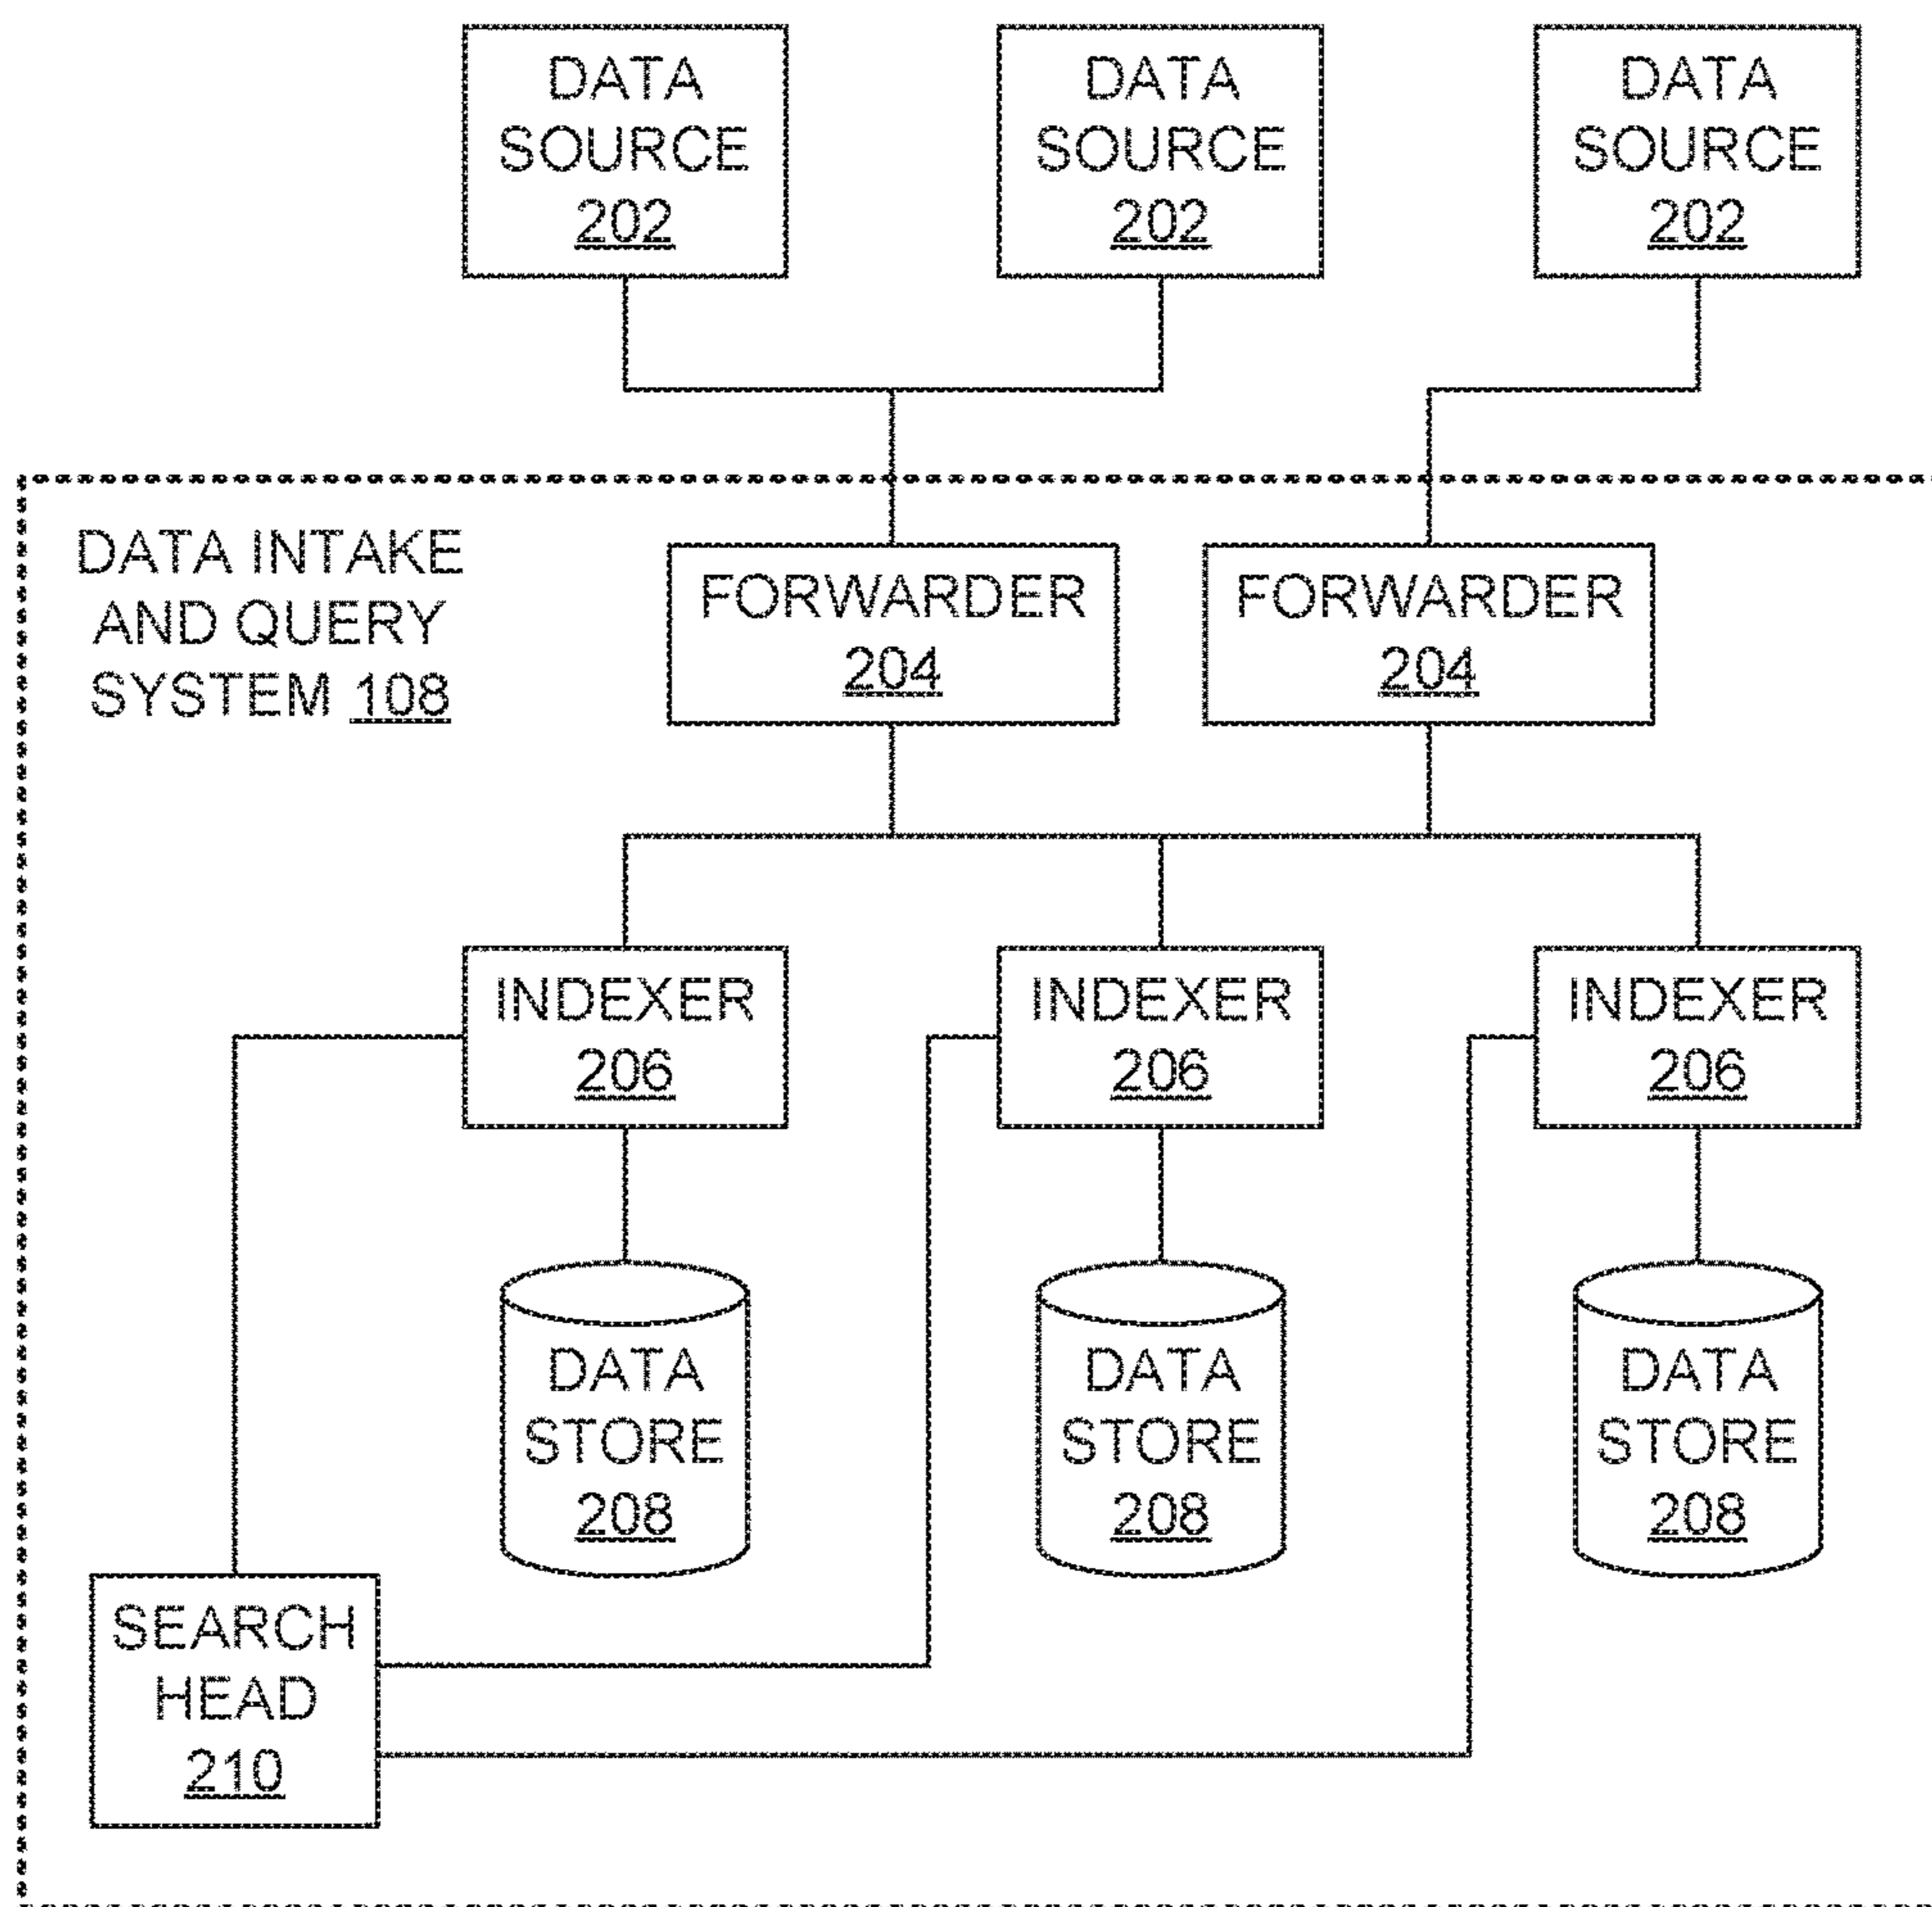 DATA
SOURCE
202
DATA
SOURCE
202
DATA
SOURCE
202
DATA INTAKE
AND QUERY
SYSTEM 108
FORWARDER
204
FORWARDER
204
INDEXER
206
INDEXER
206
INDEXER
206
DATA
STORE
208
DATA
STORE
208
DATA
STORE
208
SEARCH
HEAD
210